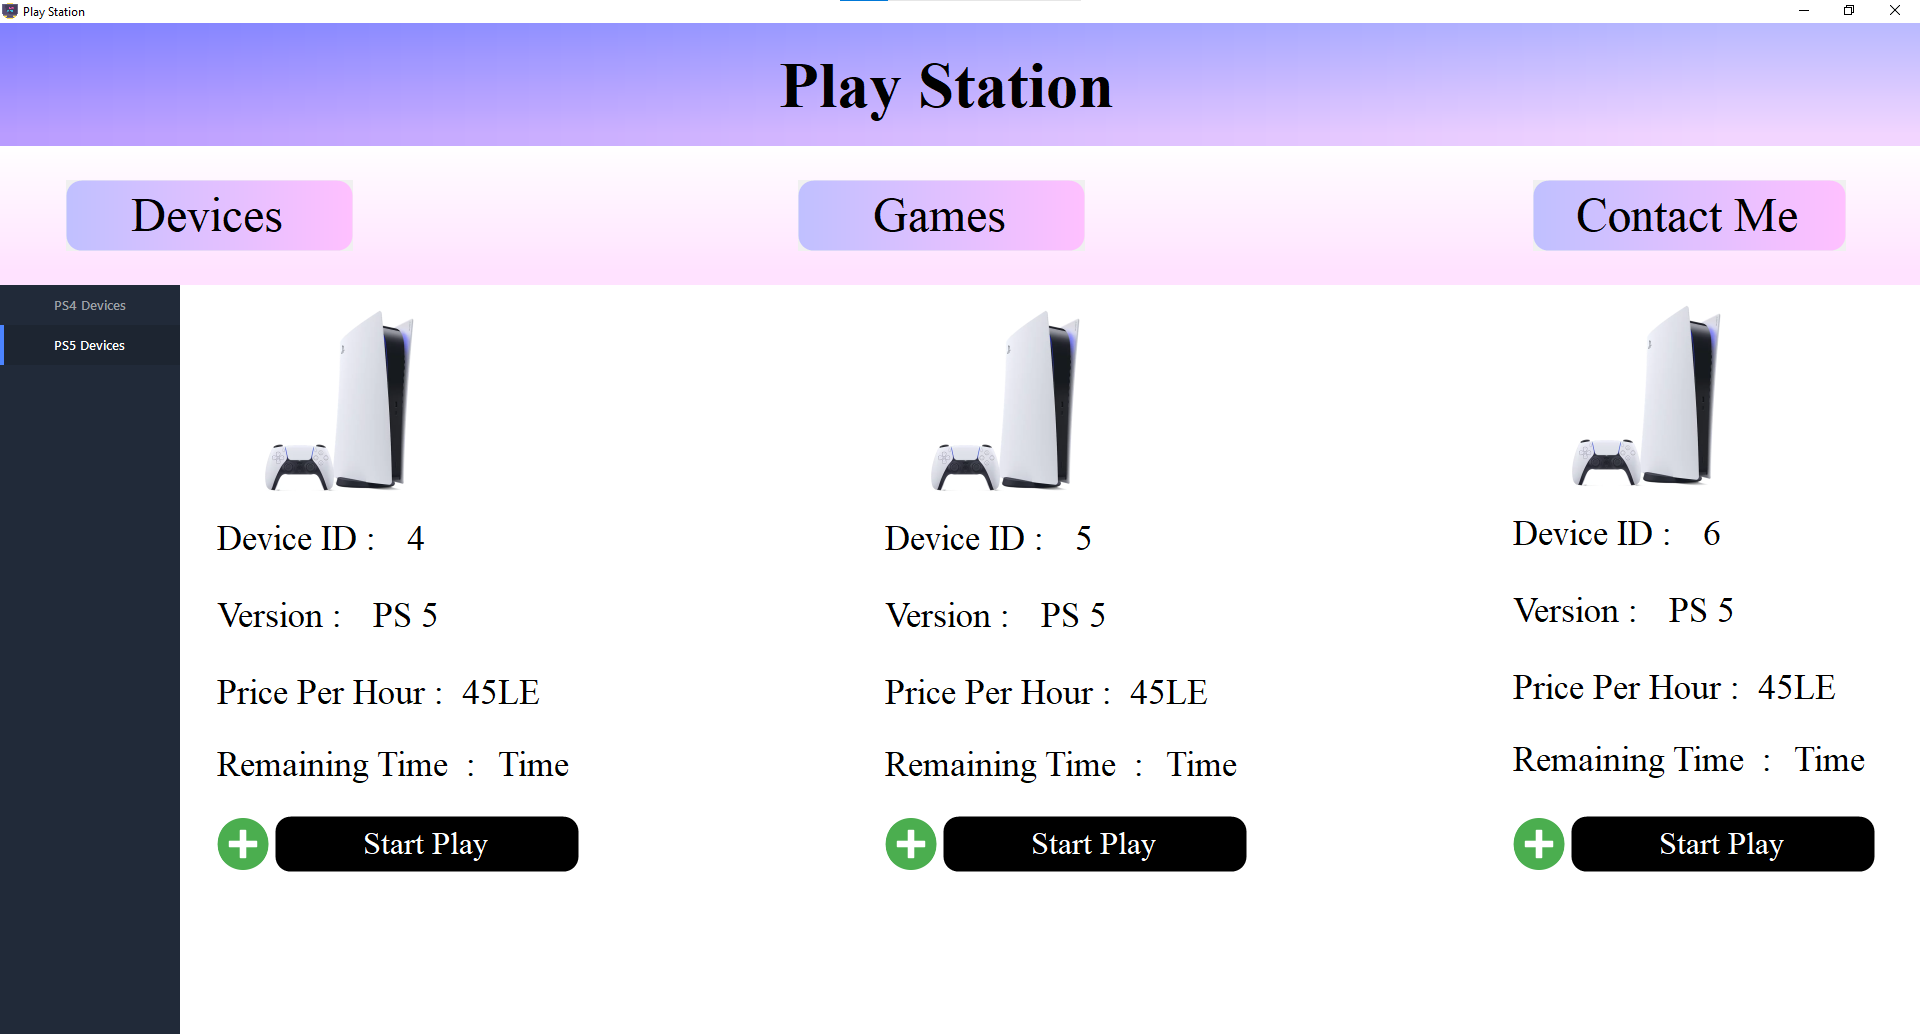 Play Station
Play Station
Devices
Games
Contact Me
PS4 Devices
PS5 Devices
Device ID : 4
Version : PS 5
Price Per Hour : 45LE
Remaining Time : Time
Start Play
Device ID : 5
Version : PS 5
Price Per Hour : 45LE
Remaining Time : Time
Start Play
Device ID : 6
Version : PS 5
Price Per Hour : 45LE
Remaining Time : Time
Start Play